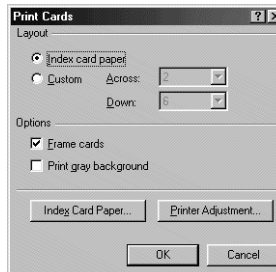 Print Cards
Layout
Index card paper
Custom Across: 2
Down: 6
Options
Frame cards
Print gray background
Index Card Paper... Printer Adjustment...
OK Cancel